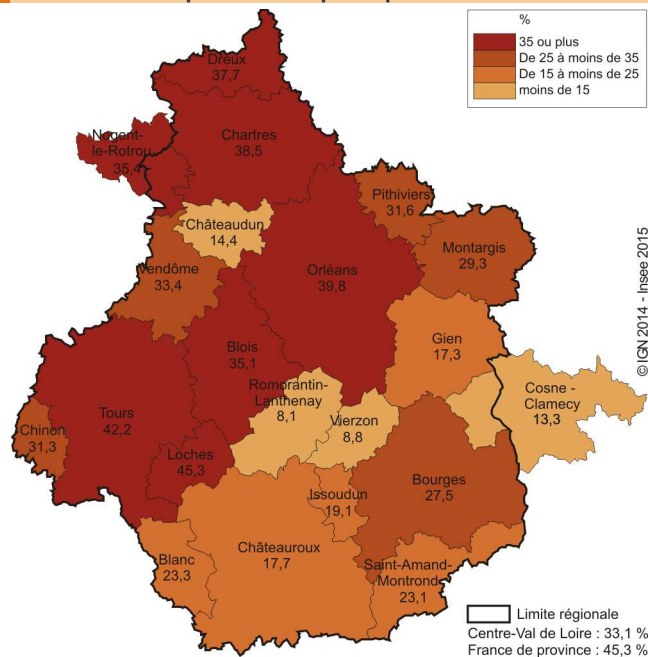 %
35 ou plus
De 25 à moins de 35
De 15 à moins de 25
moins de 15
Dreux
37,7
Nogent-
le-Rotrou
35,4
Chartres
38,5
Pithiviers
31,6
Châteaudun
14,4
Montargis
29,3
Vendôme
33,4
Orléans
39,8
Gien
17,3
Blois
35,1
Romorantin-
Lanthenay
8,1
Vierzon
8,8
Cosne -
Clamecy
13,3
Tours
42,2
Chinon
31,3
Loches
45,3
Bourges
27,5
Issoudun
19,1
Châteauroux
17,7
Blanc
23,3
Saint-Amand-
Montrond
23,1
© IGN 2014 - Insee 2015
Limite régionale
Centre-Val de Loire : 33,1 %
France de province : 45,3 %